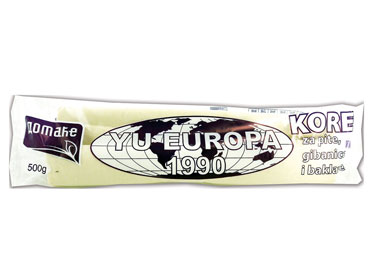 домаће
500g
YU EUROPA
1990
KORE
za pite,
gibanice
i baklave